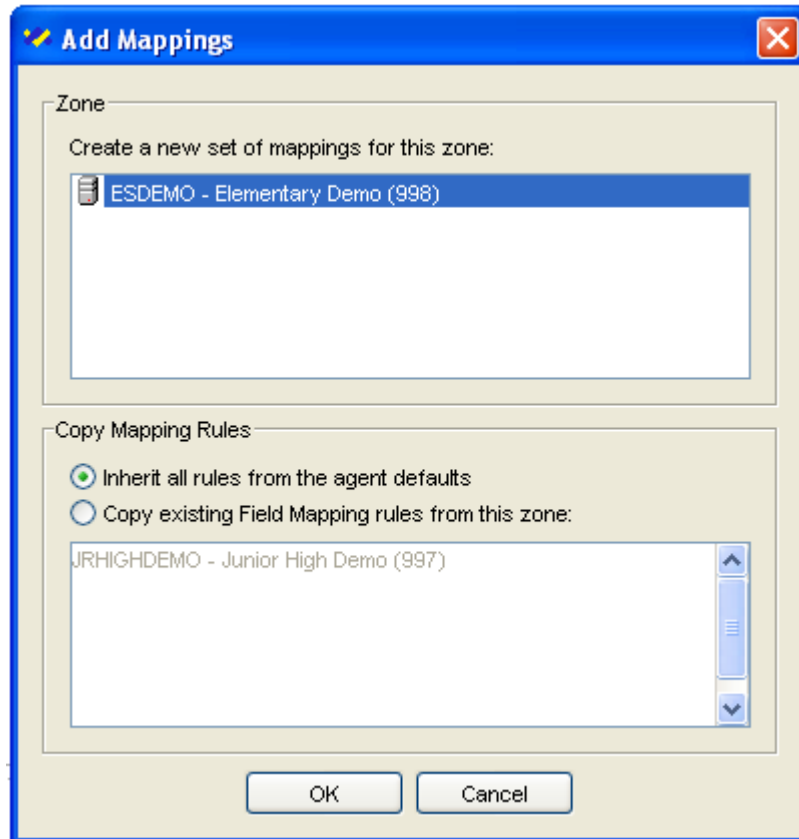 Add Mappings
Zone
Create a new set of mappings for this zone:
ESDEMO - Elementary Demo (998)
Copy Mapping Rules
Inherit all rules from the agent defaults
Copy existing Field Mapping rules from this zone:
JRHIGHDEMO - Junior High Demo (997)
OK
Cancel